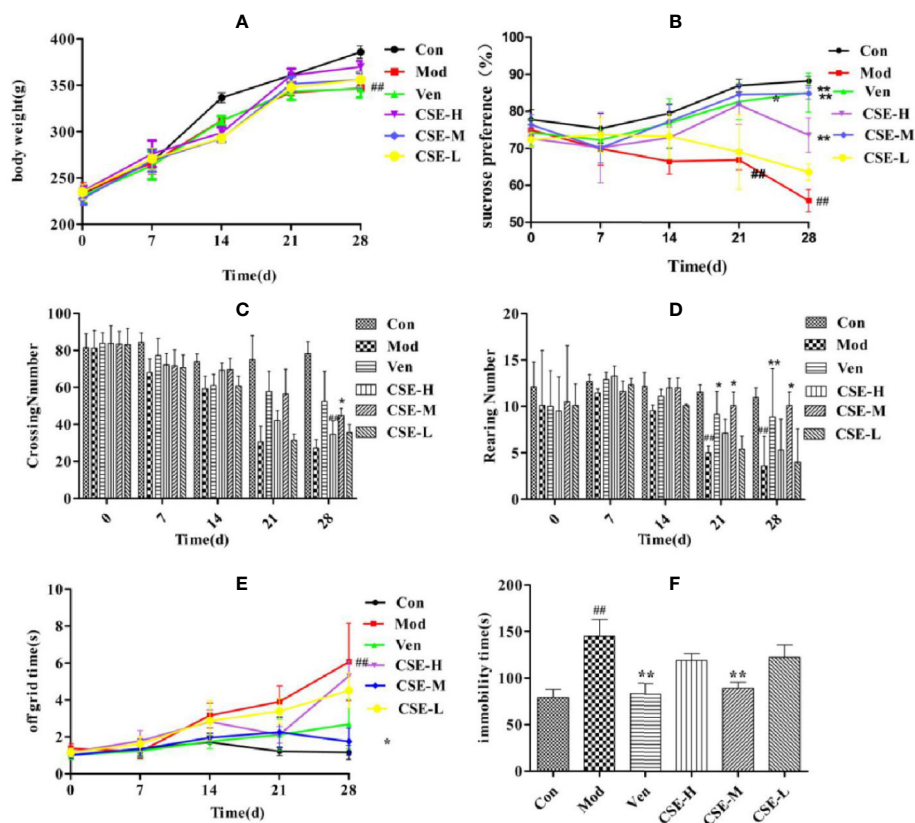 A
body weight(g)
400
350
300
250
200
0 7 14 21 28
Time(d)
##
Con
Mod
Ven
CSE-H
CSE-M
CSE-L
B
sucrose preference (%)
100
90
80
70
60
50
0 7 14 21 28
Time(d)
*
##
**
**
**
##
Con
Mod
Ven
CSE-H
CSE-M
CSE-L
C
CrossingNnumber
100
80
60
40
20
0
0 7 14 21 28
Time(d)
##
*
Con
Mod
Ven
CSE-H
CSE-M
CSE-L
D
Rearing Number
20
15
10
5
0
0 7 14 21 28
Time(d)
##
*
*
##
**
*
Con
Mod
Ven
CSE-H
CSE-M
CSE-L
E
off grid time(s)
10
8
6
4
2
0
0 7 14 21 28
Time(d)
##
*
Con
Mod
Ven
CSE-H
CSE-M
CSE-L
F
immobility time(s)
200
150
100
50
0
##
**
**
Con Mod Ven CSE-H CSE-M CSE-L